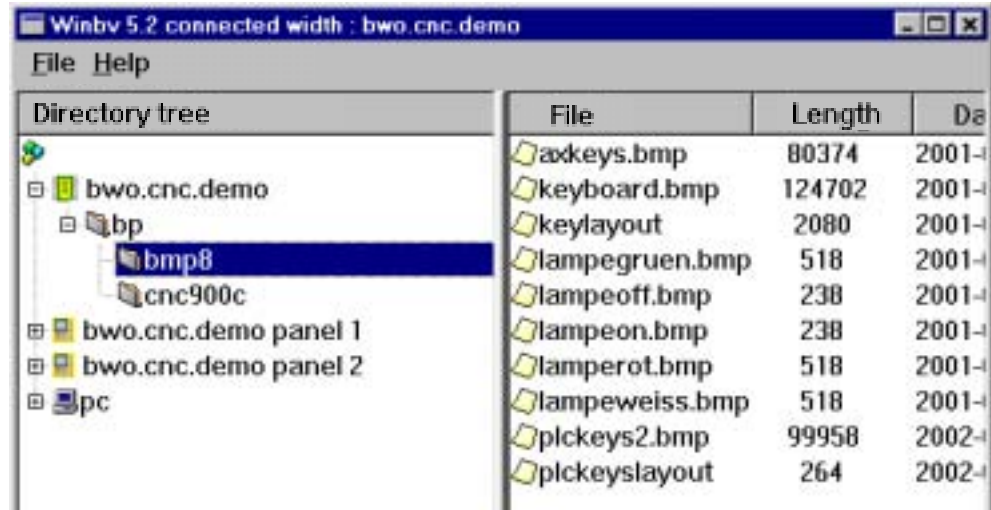 Winbv 5.2 connected width : bwo.cnc.demo
File Help
Directory tree
bwo.cnc.demo
bp
bmp8
cnc900c
bwo.cnc.demo panel 1
bwo.cnc.demo panel 2
pc
File Length Da
axkeys.bmp 80374 2001-
keyboard.bmp 124702 2001-
keylayout 2080 2001-
lampegruen.bmp 518 2001-
lampeoff.bmp 238 2001-
lampeon.bmp 238 2001-
lamperot.bmp 518 2001-
lampeweiss.bmp 518 2001-
plckeys2.bmp 99958 2002-
plckeyslayout 264 2002-